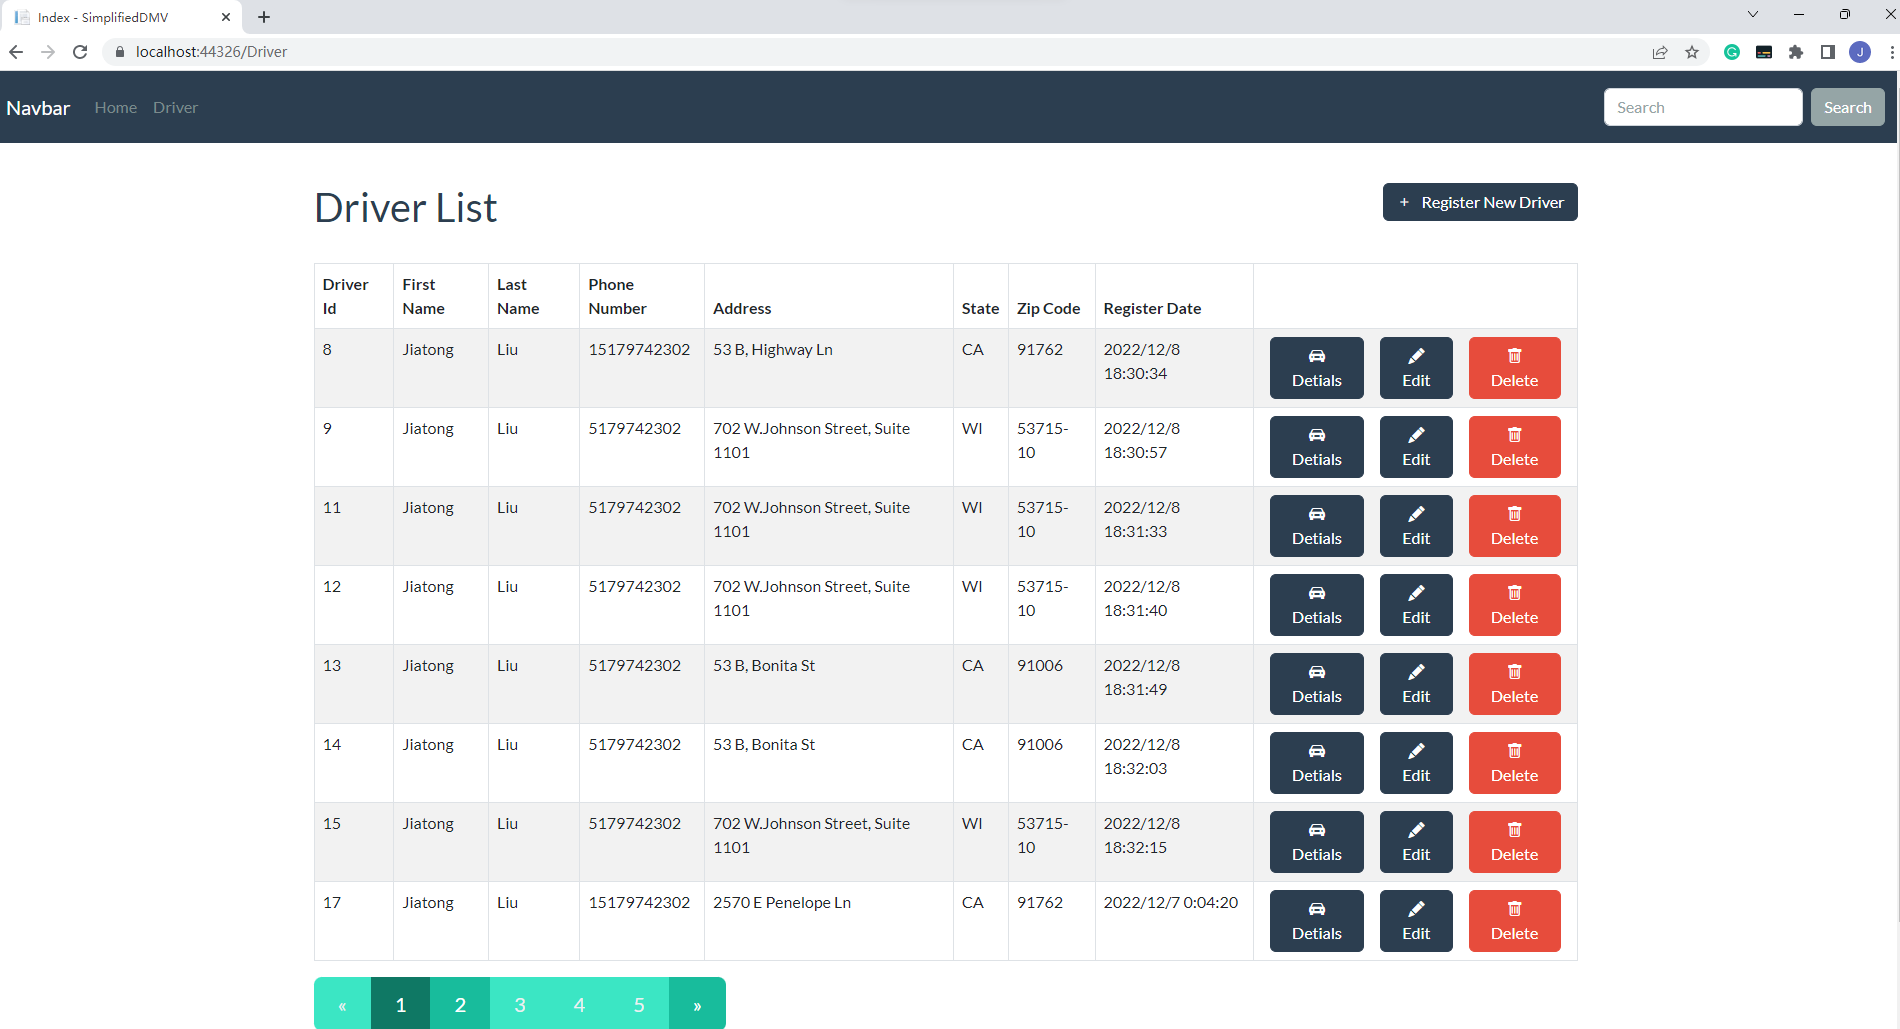 Index - SimplifiedDMV
localhost:44326/Driver
J
Navbar Home Driver Search Search
Driver List
+ Register New Driver
Driver Id First Name Last Name Phone Number Address State Zip Code Register Date
8 Jiatong Liu 15179742302 53 B, Highway Ln CA 91762 2022/12/8 18:30:34 Detials Edit Delete
9 Jiatong Liu 5179742302 702 W.Johnson Street, Suite 1101 WI 53715-10 2022/12/8 18:30:57 Detials Edit Delete
11 Jiatong Liu 5179742302 702 W.Johnson Street, Suite 1101 WI 53715-10 2022/12/8 18:31:33 Detials Edit Delete
12 Jiatong Liu 5179742302 702 W.Johnson Street, Suite 1101 WI 53715-10 2022/12/8 18:31:40 Detials Edit Delete
13 Jiatong Liu 5179742302 53 B, Bonita St CA 91006 2022/12/8 18:31:49 Detials Edit Delete
14 Jiatong Liu 5179742302 53 B, Bonita St CA 91006 2022/12/8 18:32:03 Detials Edit Delete
15 Jiatong Liu 5179742302 702 W.Johnson Street, Suite 1101 WI 53715-10 2022/12/8 18:32:15 Detials Edit Delete
17 Jiatong Liu 15179742302 2570 E Penelope Ln CA 91762 2022/12/7 0:04:20 Detials Edit Delete
« 1 2 3 4 5 »